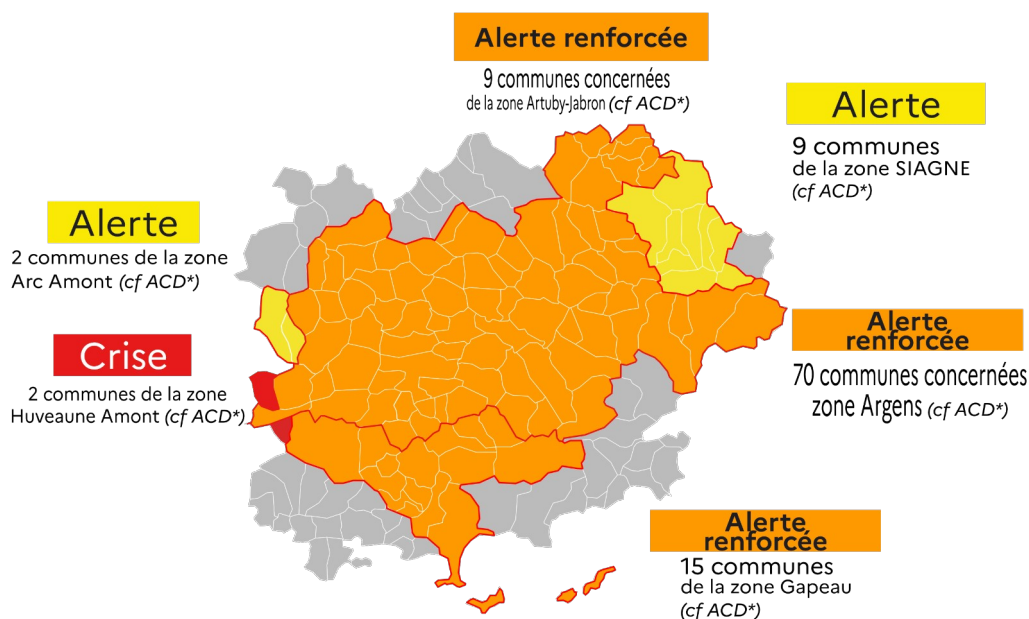 Alerte renforcée
9 communes concernées
de la zone Artuby-Jabron (cf ACD*)
Alerte
9 communes
de la zone SIAGNE
(cf ACD*)
Alerte
2 communes de la zone
Arc Amont (cf ACD*)
Crise
2 communes de la zone
Huveaune Amont (cf ACD*)
Alerte
renforcée
70 communes concernées
zone Argens (cf ACD*)
Alerte
renforcée
15 communes
de la zone Gapeau
(cf ACD*)